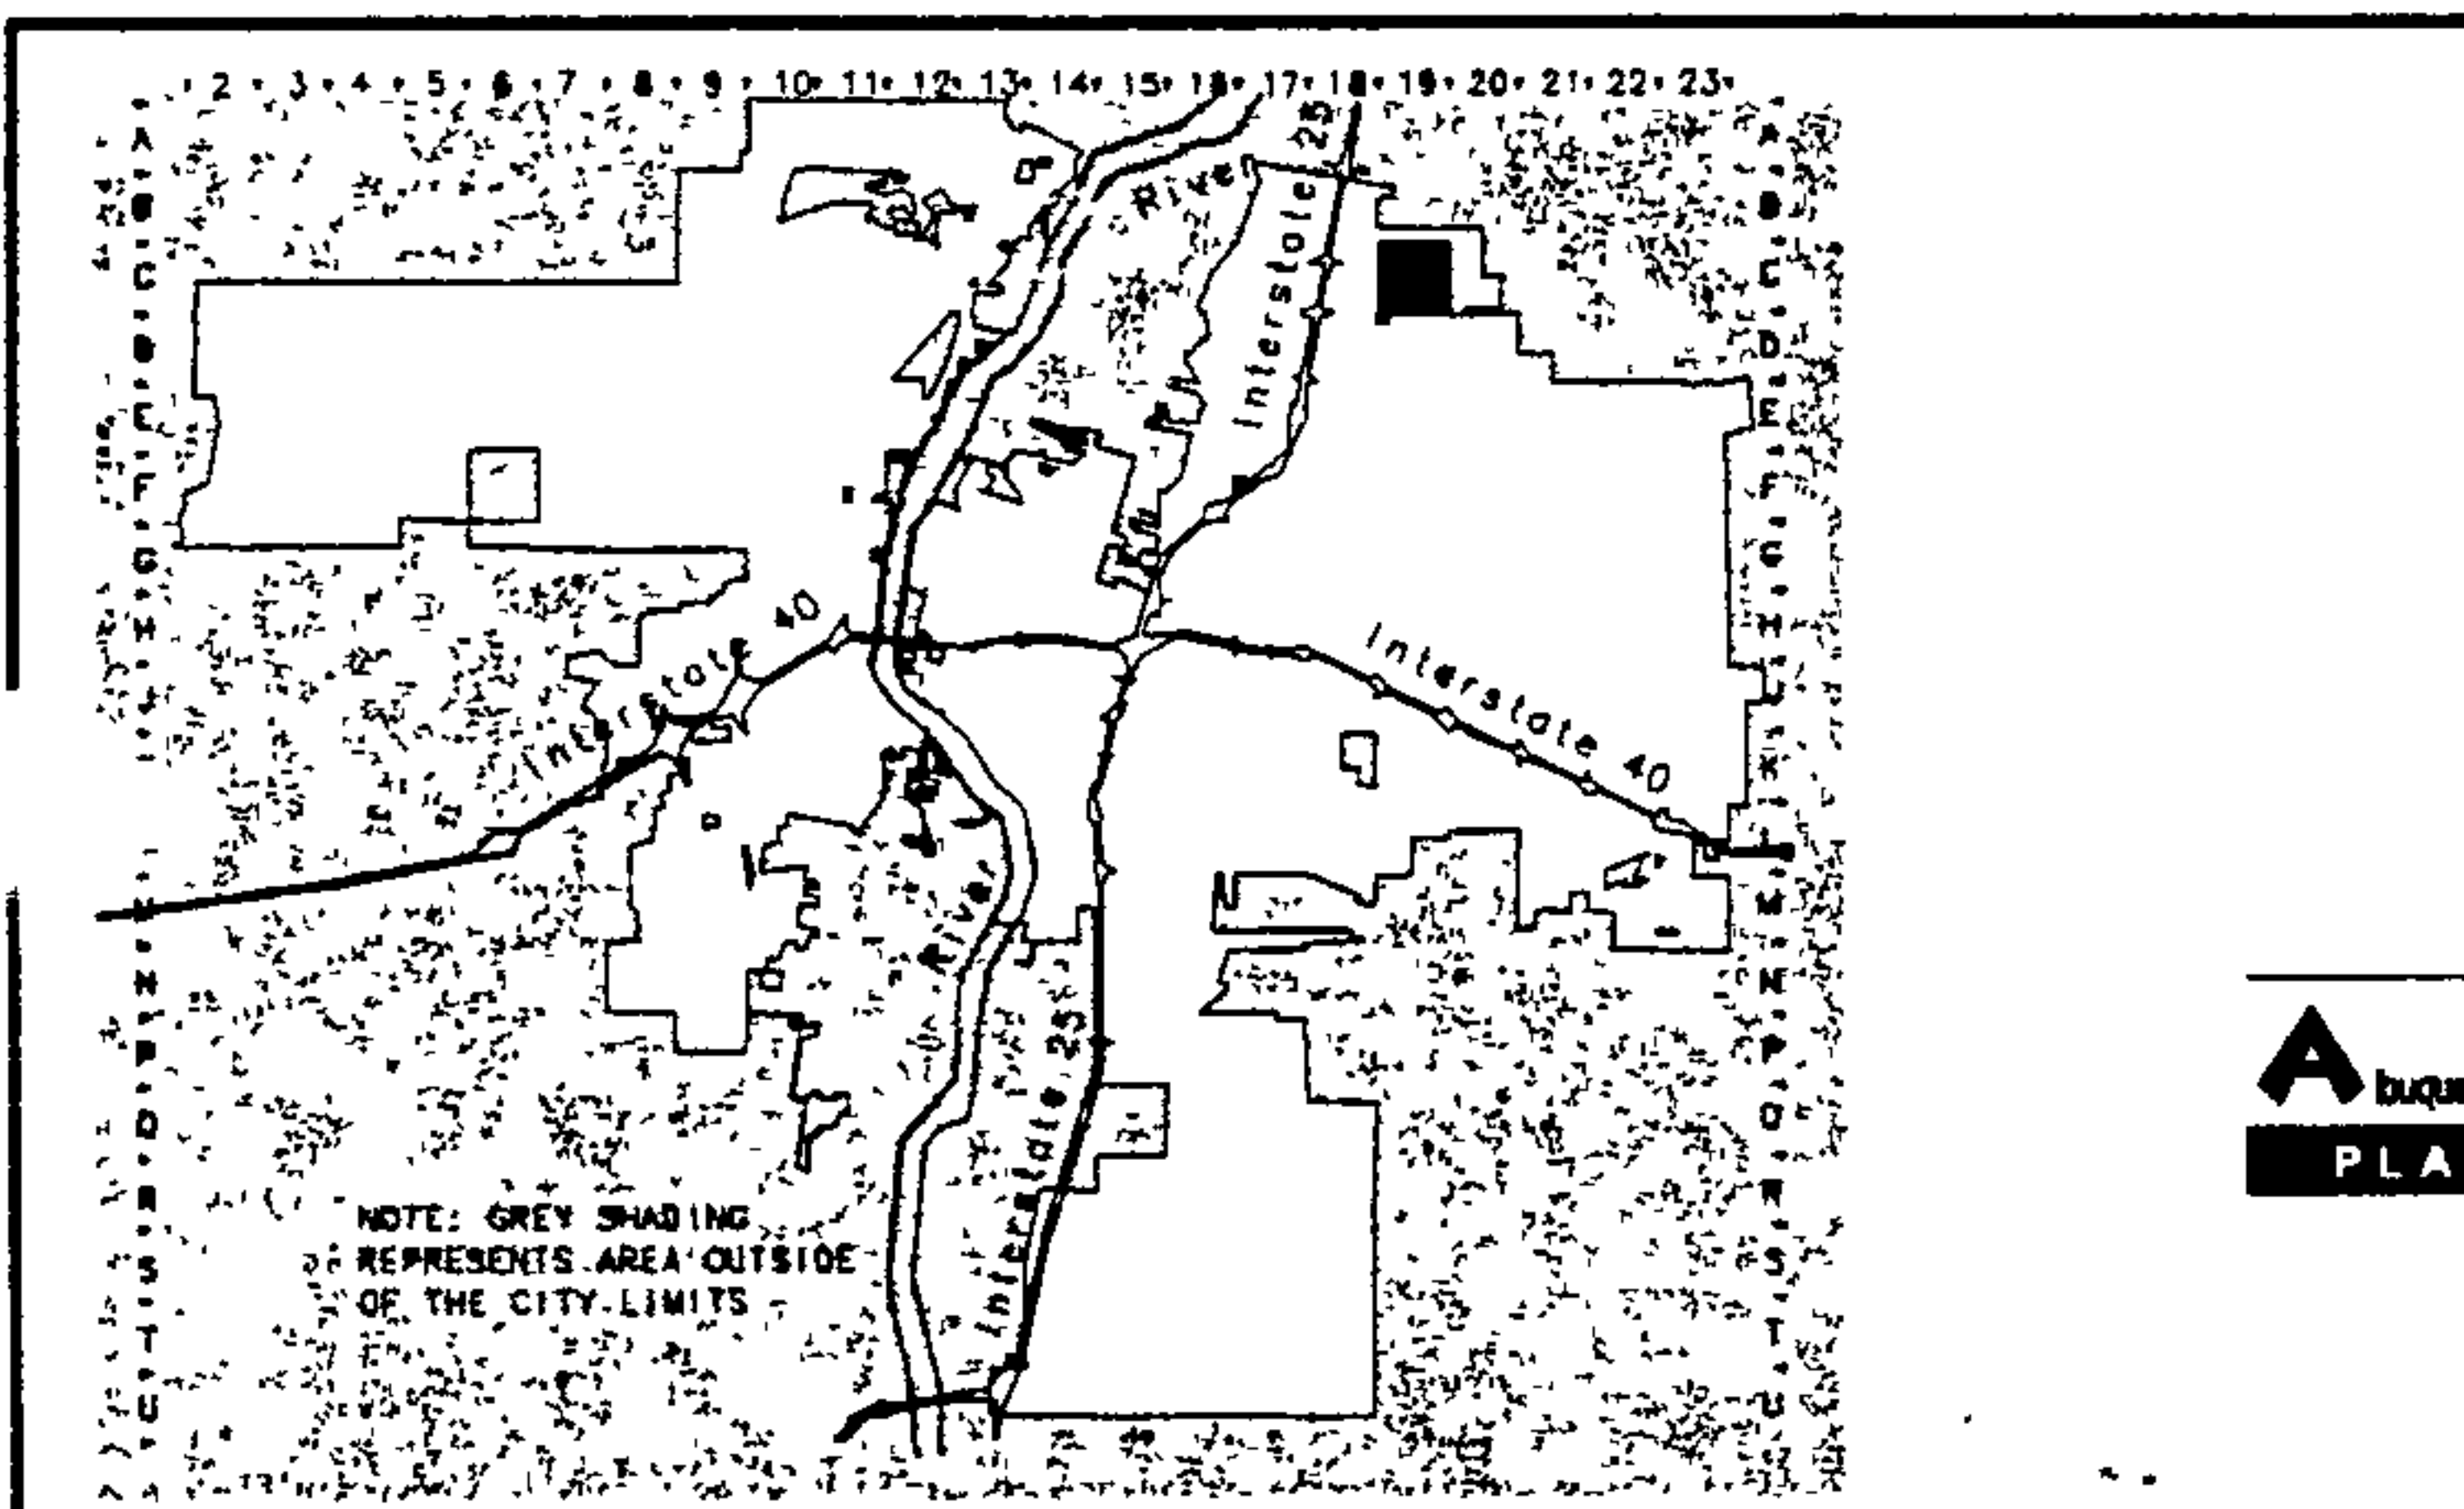 2 3 4 5 6 7 8 9 10 11 12 13 14 15 16 17 18 19 20 21 22 23
River
Interstate 25
Interstate 40
Interstate 40
River
Interstate 25
A
B
C
D
E
F
G
H
J
M
N
P
Q
R
S
T
U
A
B
C
D
E
F
G
H
J
K
L
M
N
P
Q
R
S
T
U
NOTE: GREY SHADING
REPRESENTS AREA OUTSIDE
OF THE CITY LIMITS
A
buque
PLA